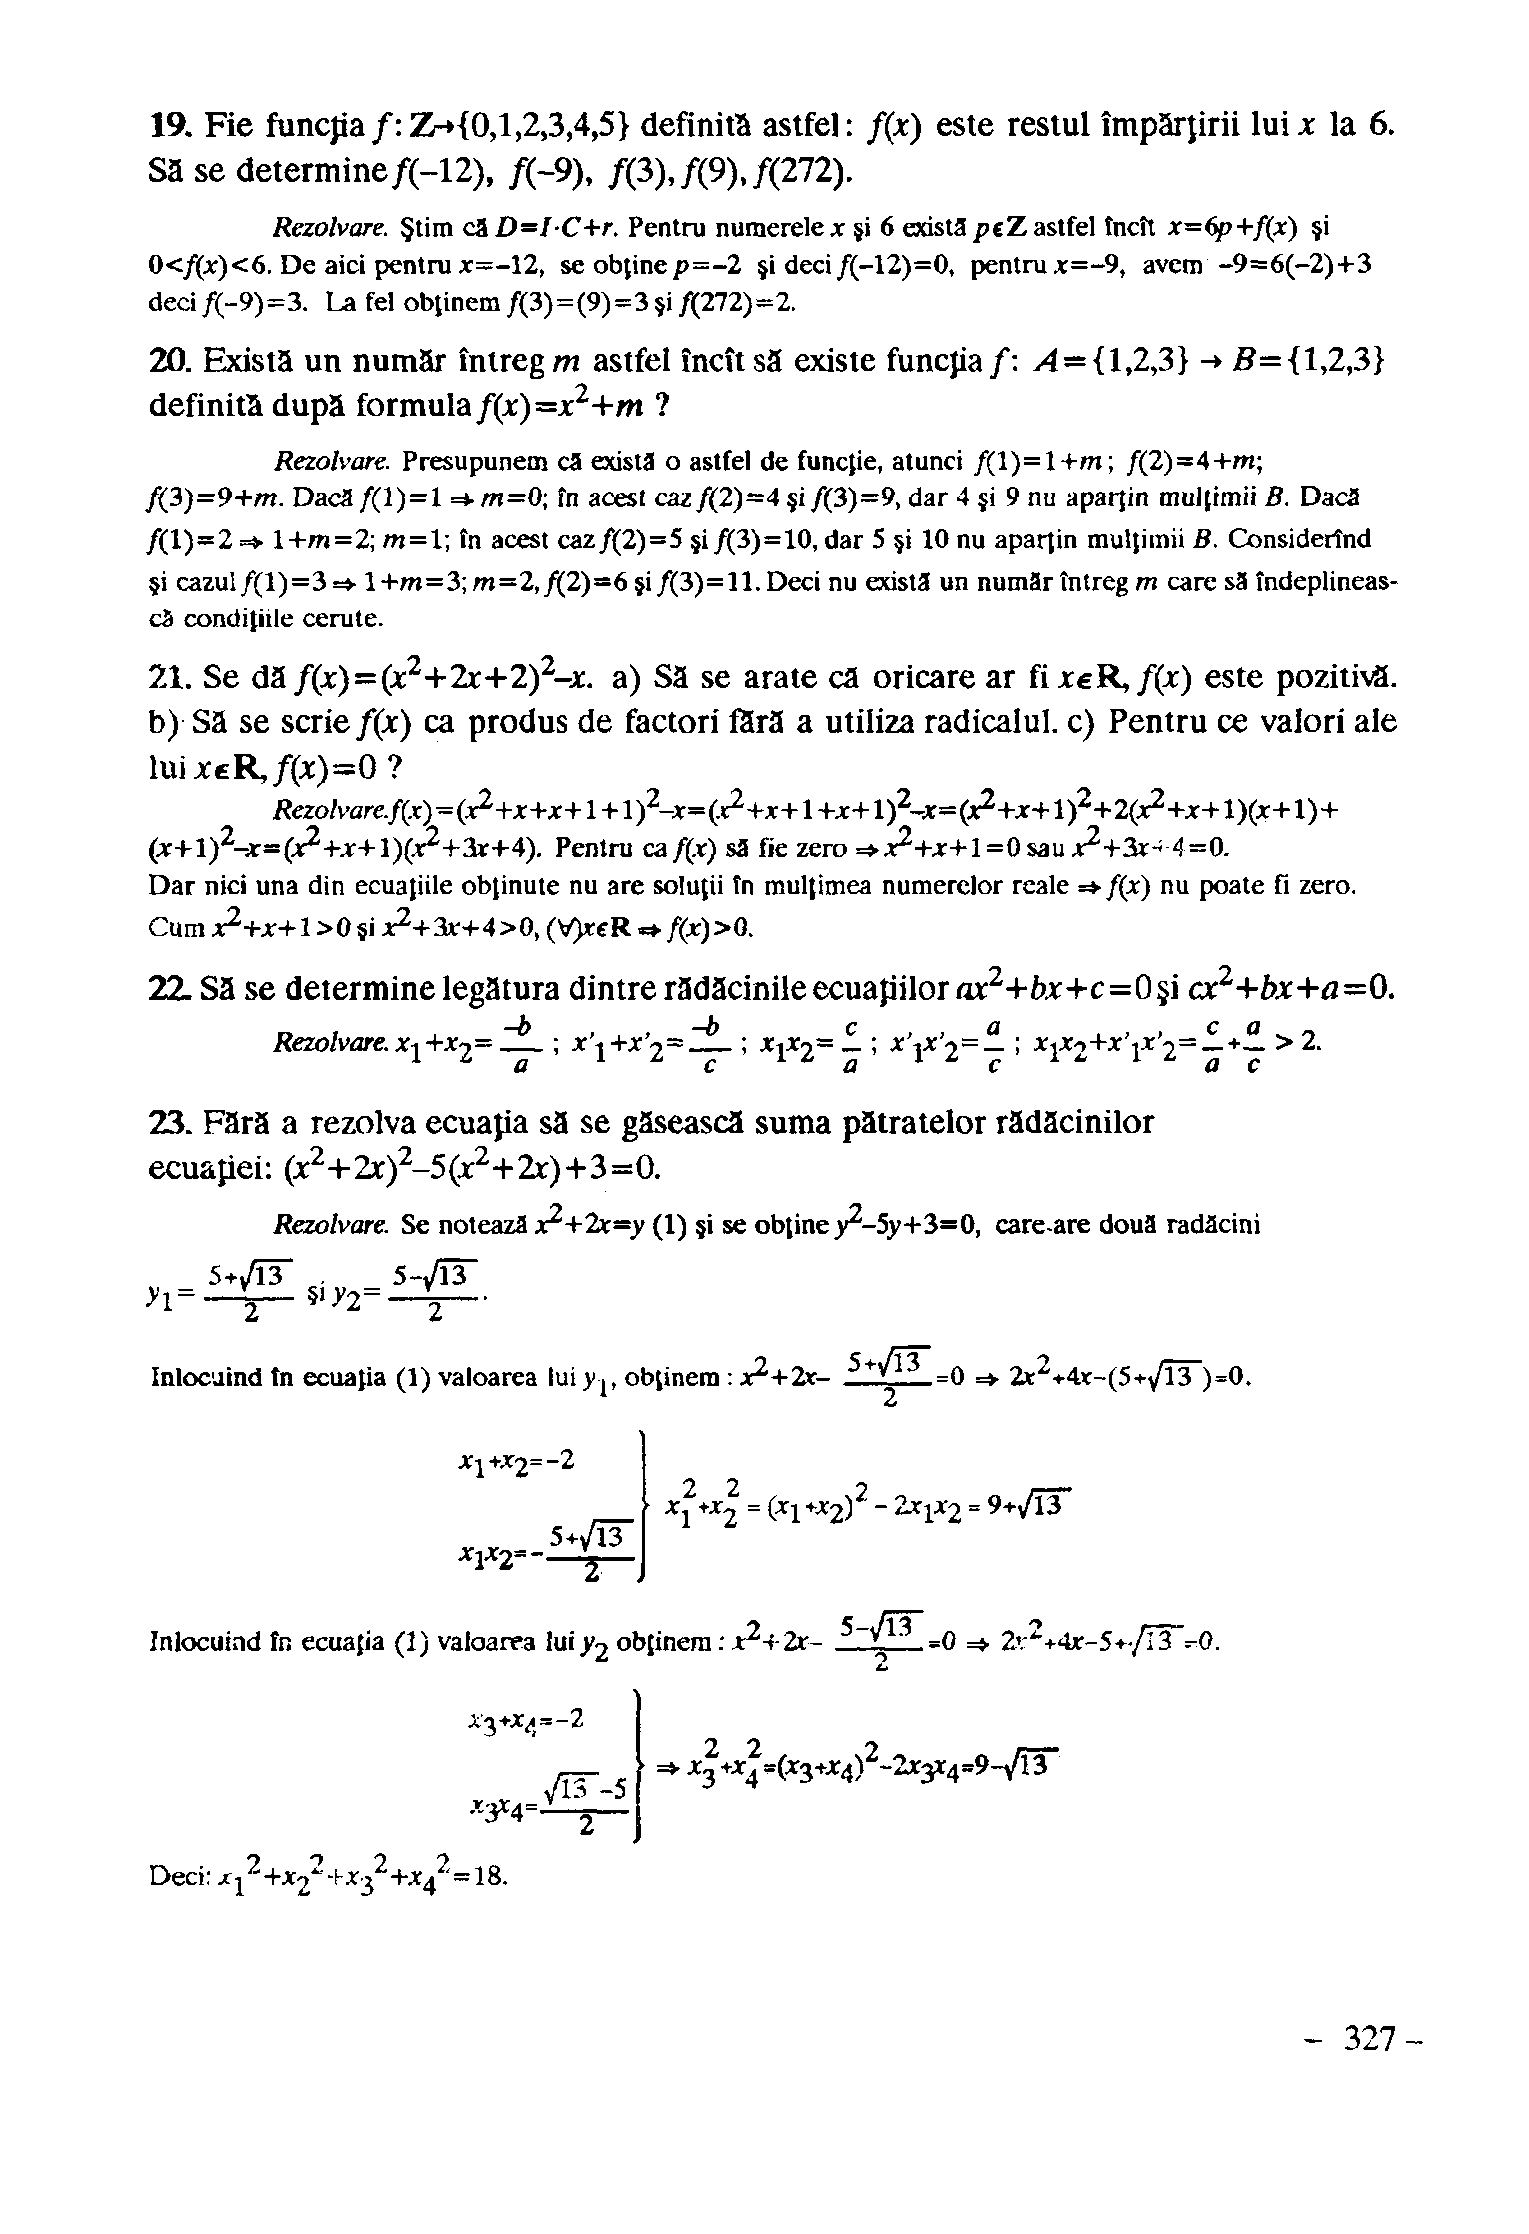 19. Fie funcţia f: Z→{0,1,2,3,4,5} definită astfel: f(x) este restul împărţirii lui x la 6.
Să se determine f(-12), f(-9), f(3), f(9), f(272).
Rezolvare. Ştim că D=I·C+r. Pentru numerele x şi 6 există p∈Z astfel încît x=6p+f(x) şi
0<f(x)<6. De aici pentru x=-12, se obţine p=-2 şi deci f(-12)=0, pentru x=-9, avem -9=6(-2)+3
deci f(-9)=3. La fel obţinem f(3)=(9)=3 şi f(272)=2.
20. Există un număr întreg m astfel încît să existe funcţia f: A={1,2,3} → B={1,2,3}
definită după formula f(x)=x²+m ?
Rezolvare. Presupunem că există o astfel de funcţie, atunci f(1)=1+m; f(2)=4+m;
f(3)=9+m. Dacă f(1)=1 ⇒ m=0; în acest caz f(2)=4 şi f(3)=9, dar 4 şi 9 nu aparţin mulţimii B. Dacă
f(1)=2 ⇒ 1+m=2; m=1; în acest caz f(2)=5 şi f(3)=10, dar 5 şi 10 nu aparţin mulţimii B. Considerînd
şi cazul f(1)=3 ⇒ 1+m=3; m=2, f(2)=6 şi f(3)=11. Deci nu există un număr întreg m care să îndeplineas-
că condiţiile cerute.
21. Se dă f(x)=(x²+2x+2)²-x. a) Să se arate că oricare ar fi x∈R, f(x) este pozitivă.
b) Să se scrie f(x) ca produs de factori fără a utiliza radicalul. c) Pentru ce valori ale
lui x∈R, f(x)=0 ?
Rezolvare. f(x)=(x²+x+x+1+1)²-x=(x²+x+1+x+1)²-x=(x²+x+1)²+2(x²+x+1)(x+1)+
(x+1)²-x=(x²+x+1)(x²+3x+4). Pentru ca f(x) să fie zero ⇒ x²+x+1=0 sau x²+3x+4=0.
Dar nici una din ecuaţiile obţinute nu are soluţii în mulţimea numerelor reale ⇒ f(x) nu poate fi zero.
Cum x²+x+1>0 şi x²+3x+4>0, (∀)x∈R ⇒ f(x)>0.
22. Să se determine legătura dintre rădăcinile ecuaţiilor ax²+bx+c=0 şi cx²+bx+a=0.
Rezolvare. x₁+x₂= -b/a ; x'₁+x'₂= -b/c ; x₁x₂= c/a ; x'₁x'₂= a/c ; x₁x₂+x'₁x'₂= c/a + a/c > 2.
23. Fără a rezolva ecuaţia să se găsească suma pătratelor rădăcinilor
ecuaţiei: (x²+2x)²-5(x²+2x)+3=0.
Rezolvare. Se notează x²+2x=y (1) şi se obţine y²-5y+3=0, care are două radăcini
y₁= (5+√13)/2 şi y₂= (5-√13)/2.
Inlocuind în ecuaţia (1) valoarea lui y₁, obţinem : x²+2x- (5+√13)/2 =0 ⇒ 2x²+4x-(5+√13)=0.
x₁+x₂=-2
x₁²+x₂² = (x₁+x₂)² - 2x₁x₂ = 9+√13
x₁x₂=- (5+√13)/2
Inlocuind în ecuaţia (1) valoarea lui y₂ obţinem : x²+2x- (5-√13)/2 =0 ⇒ 2x²+4x-5+√13=0.
x₃+x₄=-2
⇒ x₃²+x₄²=(x₃+x₄)²-2x₃x₄=9-√13
x₃x₄= (√13-5)/2
Deci: x₁²+x₂²+x₃²+x₄²=18.
- 327 -